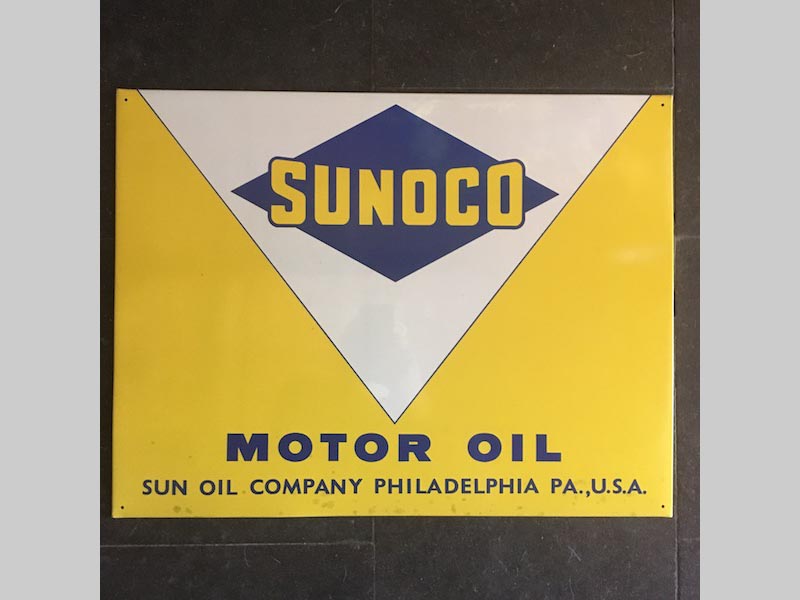 SUNOCO
MOTOR OIL
SUN OIL COMPANY PHILADELPHIA PA.,U.S.A.